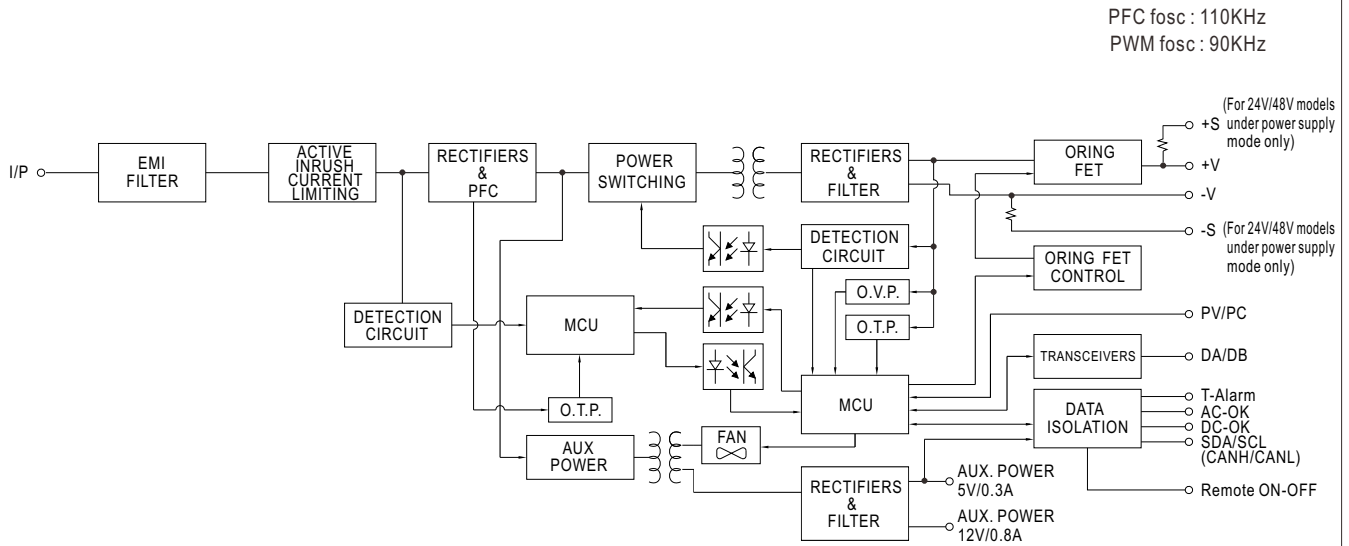 PFC fosc : 110KHz
PWM fosc : 90KHz
I/P
EMI
FILTER
ACTIVE
INRUSH
CURRENT
LIMITING
RECTIFIERS
&
PFC
POWER
SWITCHING
RECTIFIERS
&
FILTER
ORING
FET
+S
(For 24V/48V models
under power supply
mode only)
+V
-V
-S
(For 24V/48V models
under power supply
mode only)
DETECTION
CIRCUIT
ORING FET
CONTROL
O.V.P.
O.T.P.
DETECTION
CIRCUIT
MCU
PV/PC
TRANSCEIVERS
DA/DB
O.T.P.
MCU
DATA
ISOLATION
T-Alarm
AC-OK
DC-OK
SDA/SCL
(CANH/CANL)
Remote ON-OFF
AUX
POWER
FAN
RECTIFIERS
&
FILTER
AUX. POWER
5V/0.3A
AUX. POWER
12V/0.8A